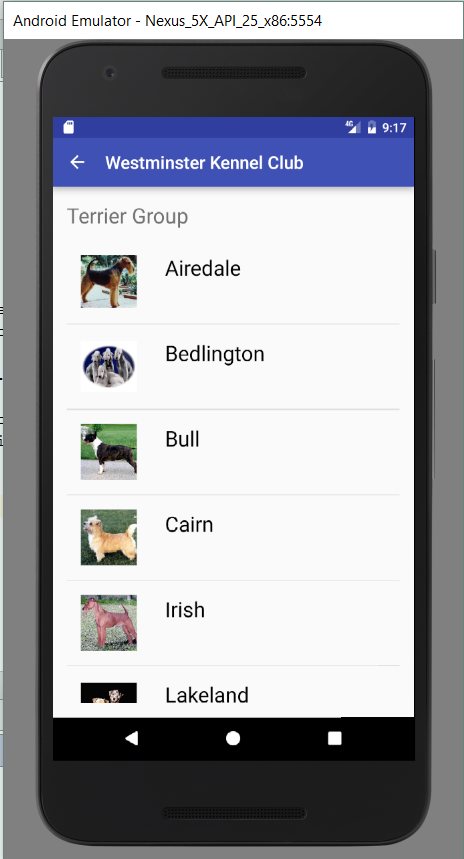 Android Emulator - Nexus_5X_API_25_x86:5554
4G 9:17
Westminster Kennel Club
Terrier Group
Airedale
Bedlington
Bull
Cairn
Irish
Lakeland